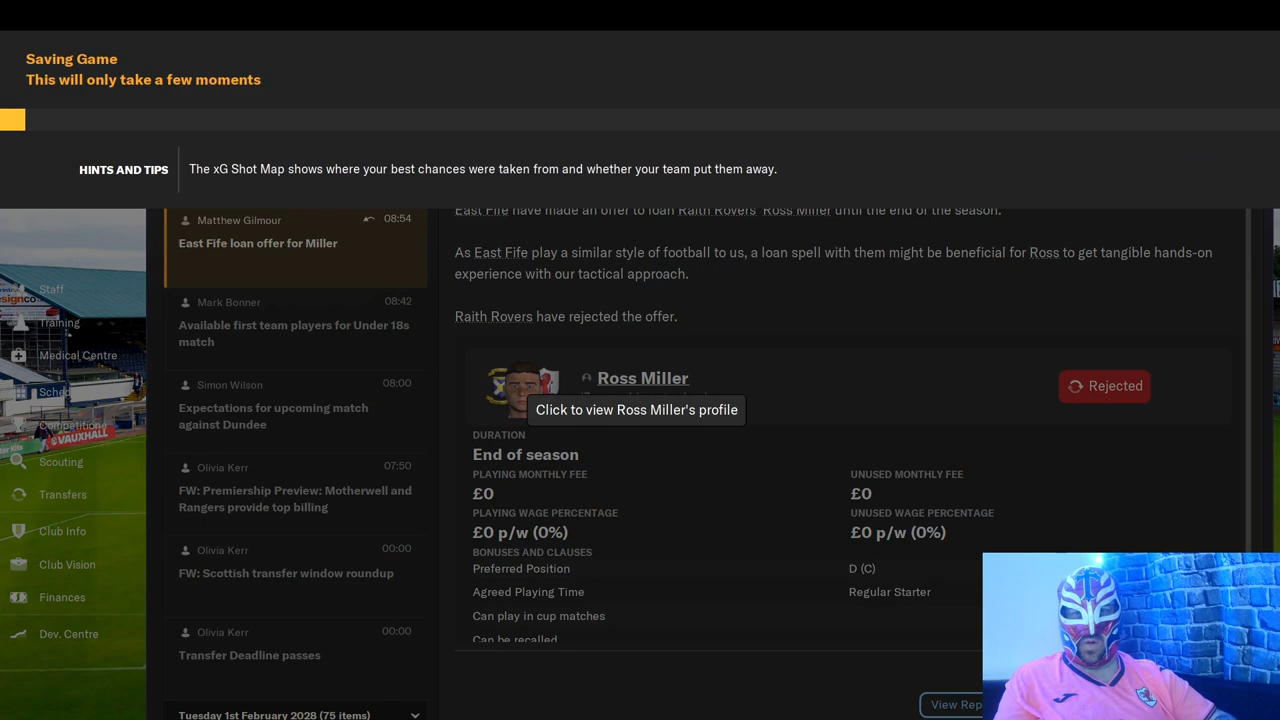 Saving Game
This will only take a few moments
HINTS AND TIPS
The xG Shot Map shows where your best chances were taken from and whether your team put them away.
Staff
Training
Medical Centre
Sched
Competitions
Scouting
Transfers
Club Info
Club Vision
Finances
Dev. Centre
VAUXHALL
Matthew Gilmour
08:54
East Fife loan offer for Miller
Mark Bonner
08:42
Available first team players for Under 18s
match
Simon Wilson
08:00
Expectations for upcoming match
against Dundee
Olivia Kerr
07:50
FW: Premiership Preview: Motherwell and
Rangers provide top billing
Olivia Kerr
00:00
FW: Scottish transfer window roundup
Olivia Kerr
00:00
Transfer Deadline passes
Tuesday 1st February 2028 (75 items)
East Fife have made an offer to loan Raith Rovers' Ross Miller until the end of the season.
As East Fife play a similar style of football to us, a loan spell with them might be beneficial for Ross to get tangible hands-on
experience with our tactical approach.
Raith Rovers have rejected the offer.
Ross Miller
Rejected
Click to view Ross Miller's profile
DURATION
End of season
PLAYING MONTHLY FEE
£0
UNUSED MONTHLY FEE
£0
PLAYING WAGE PERCENTAGE
£0 p/w (0%)
UNUSED WAGE PERCENTAGE
£0 p/w (0%)
BONUSES AND CLAUSES
Preferred Position
D (C)
Agreed Playing Time
Regular Starter
Can play in cup matches
Can be recalled
View Rep